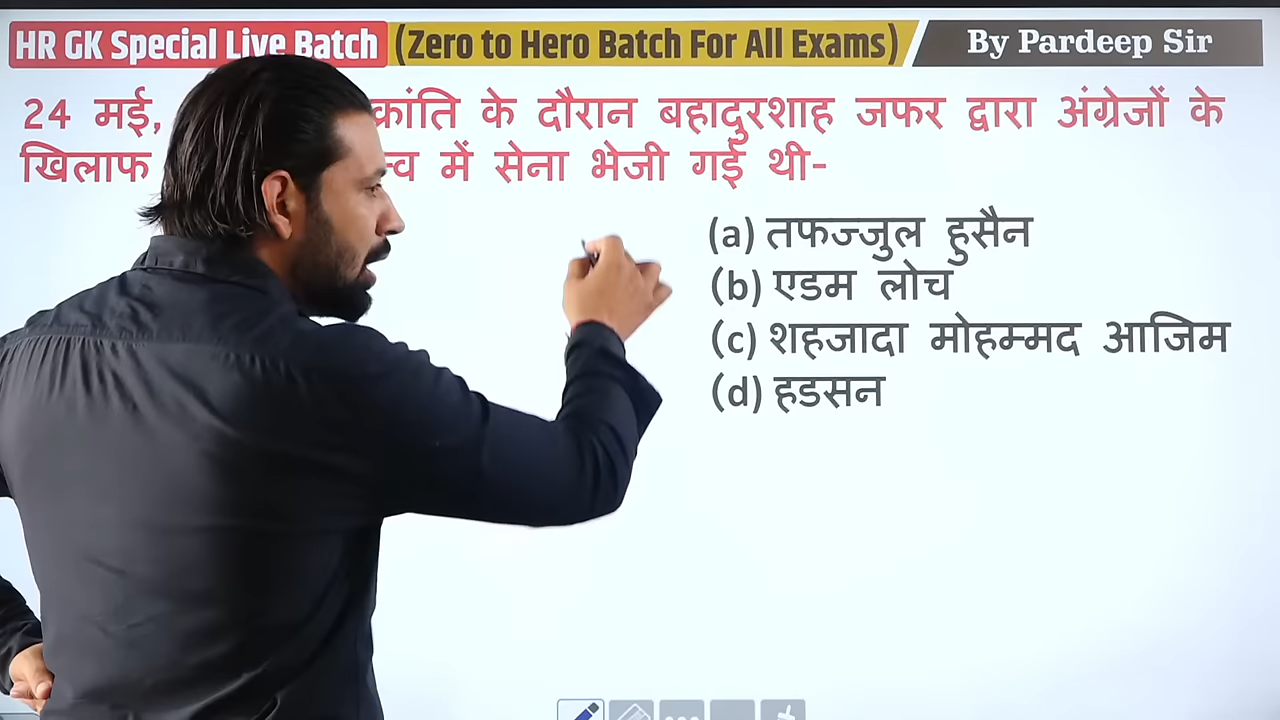 HR GK Special Live Batch (Zero to Hero Batch For All Exams) By Pardeep Sir
24 मई, क्रांति के दौरान बहादुरशाह जफर द्वारा अंग्रेजों के
खिलाफ में सेना भेजी गई थी-
(a) तफज्जुल हुसैन
(b) एडम लोच
(c) शहजादा मोहम्मद आजिम
(d) हडसन